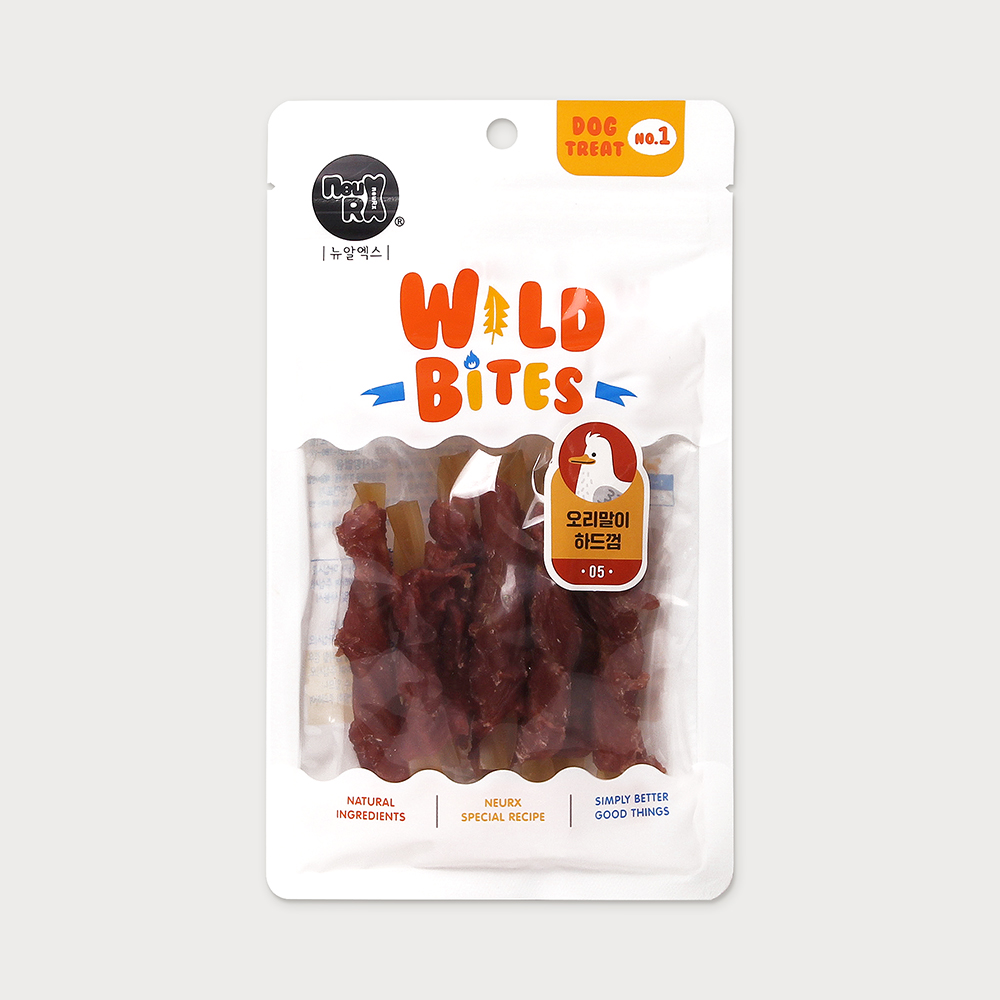 DOG
TREAT
NO.1
neuRX
neuRx
®
|뉴알엑스|
WILD
BiTES
오리말이
하드껌
·05·
NATURAL
INGREDIENTS
NEURX
SPECIAL RECIPE
SIMPLY BETTER
GOOD THINGS